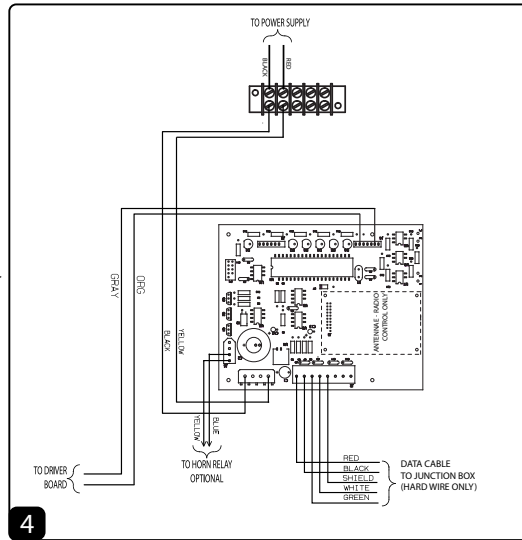 TO POWER SUPPLY
BLACK
RED
GRAY
ORG
BLACK
YELLOW
ANTENNAE - RADIO
CONTROL ONLY
YELLOW
BLUE
TO HORN RELAY
OPTIONAL
TO DRIVER
BOARD
RED
BLACK
SHIELD
WHITE
GREEN
DATA CABLE
TO JUNCTION BOX
(HARD WIRE ONLY)
4